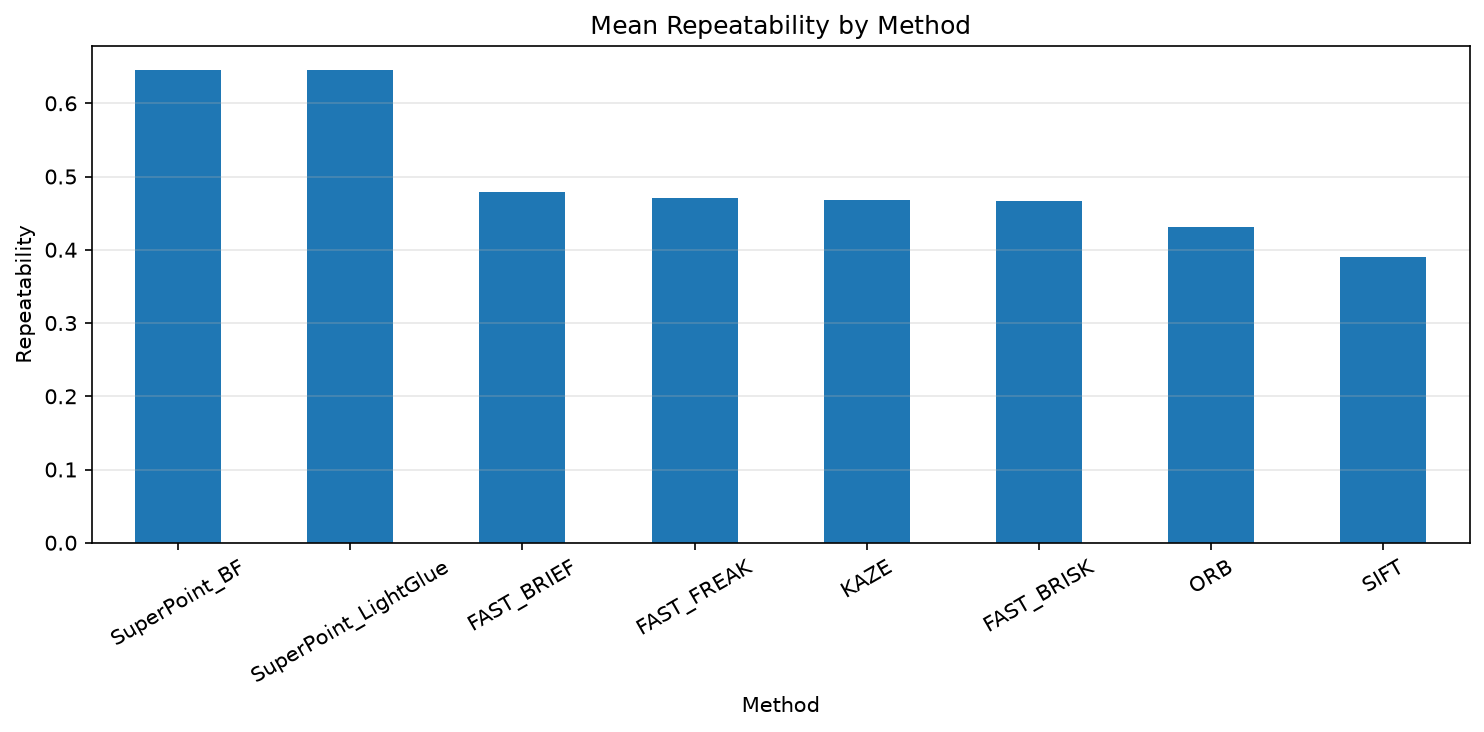 Mean Repeatability by Method
Repeatability
0.6
0.5
0.4
0.3
0.2
0.1
0.0
SuperPoint_BF
SuperPoint_LightGlue
FAST_BRIEF
FAST_FREAK
KAZE
FAST_BRISK
ORB
SIFT
Method